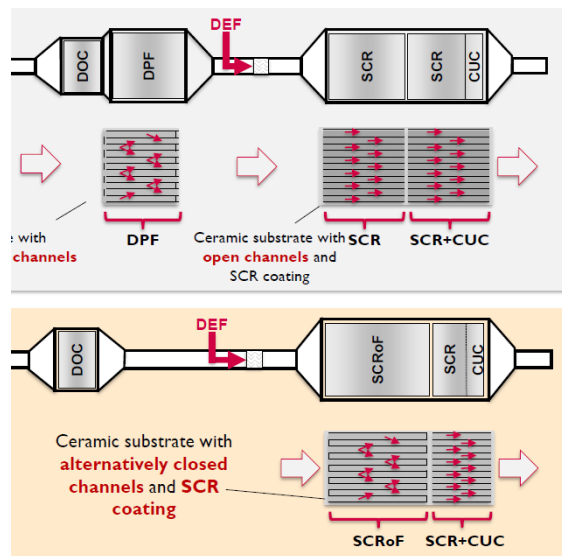 DEF
DOC
DPF
SCR
SCR
CUC
e with
channels
DPF
Ceramic substrate with
open channels and
SCR coating
SCR
SCR+CUC
DEF
DOC
SCRoF
SCR
CUC
Ceramic substrate with
alternatively closed
channels and SCR
coating
SCRoF
SCR+CUC